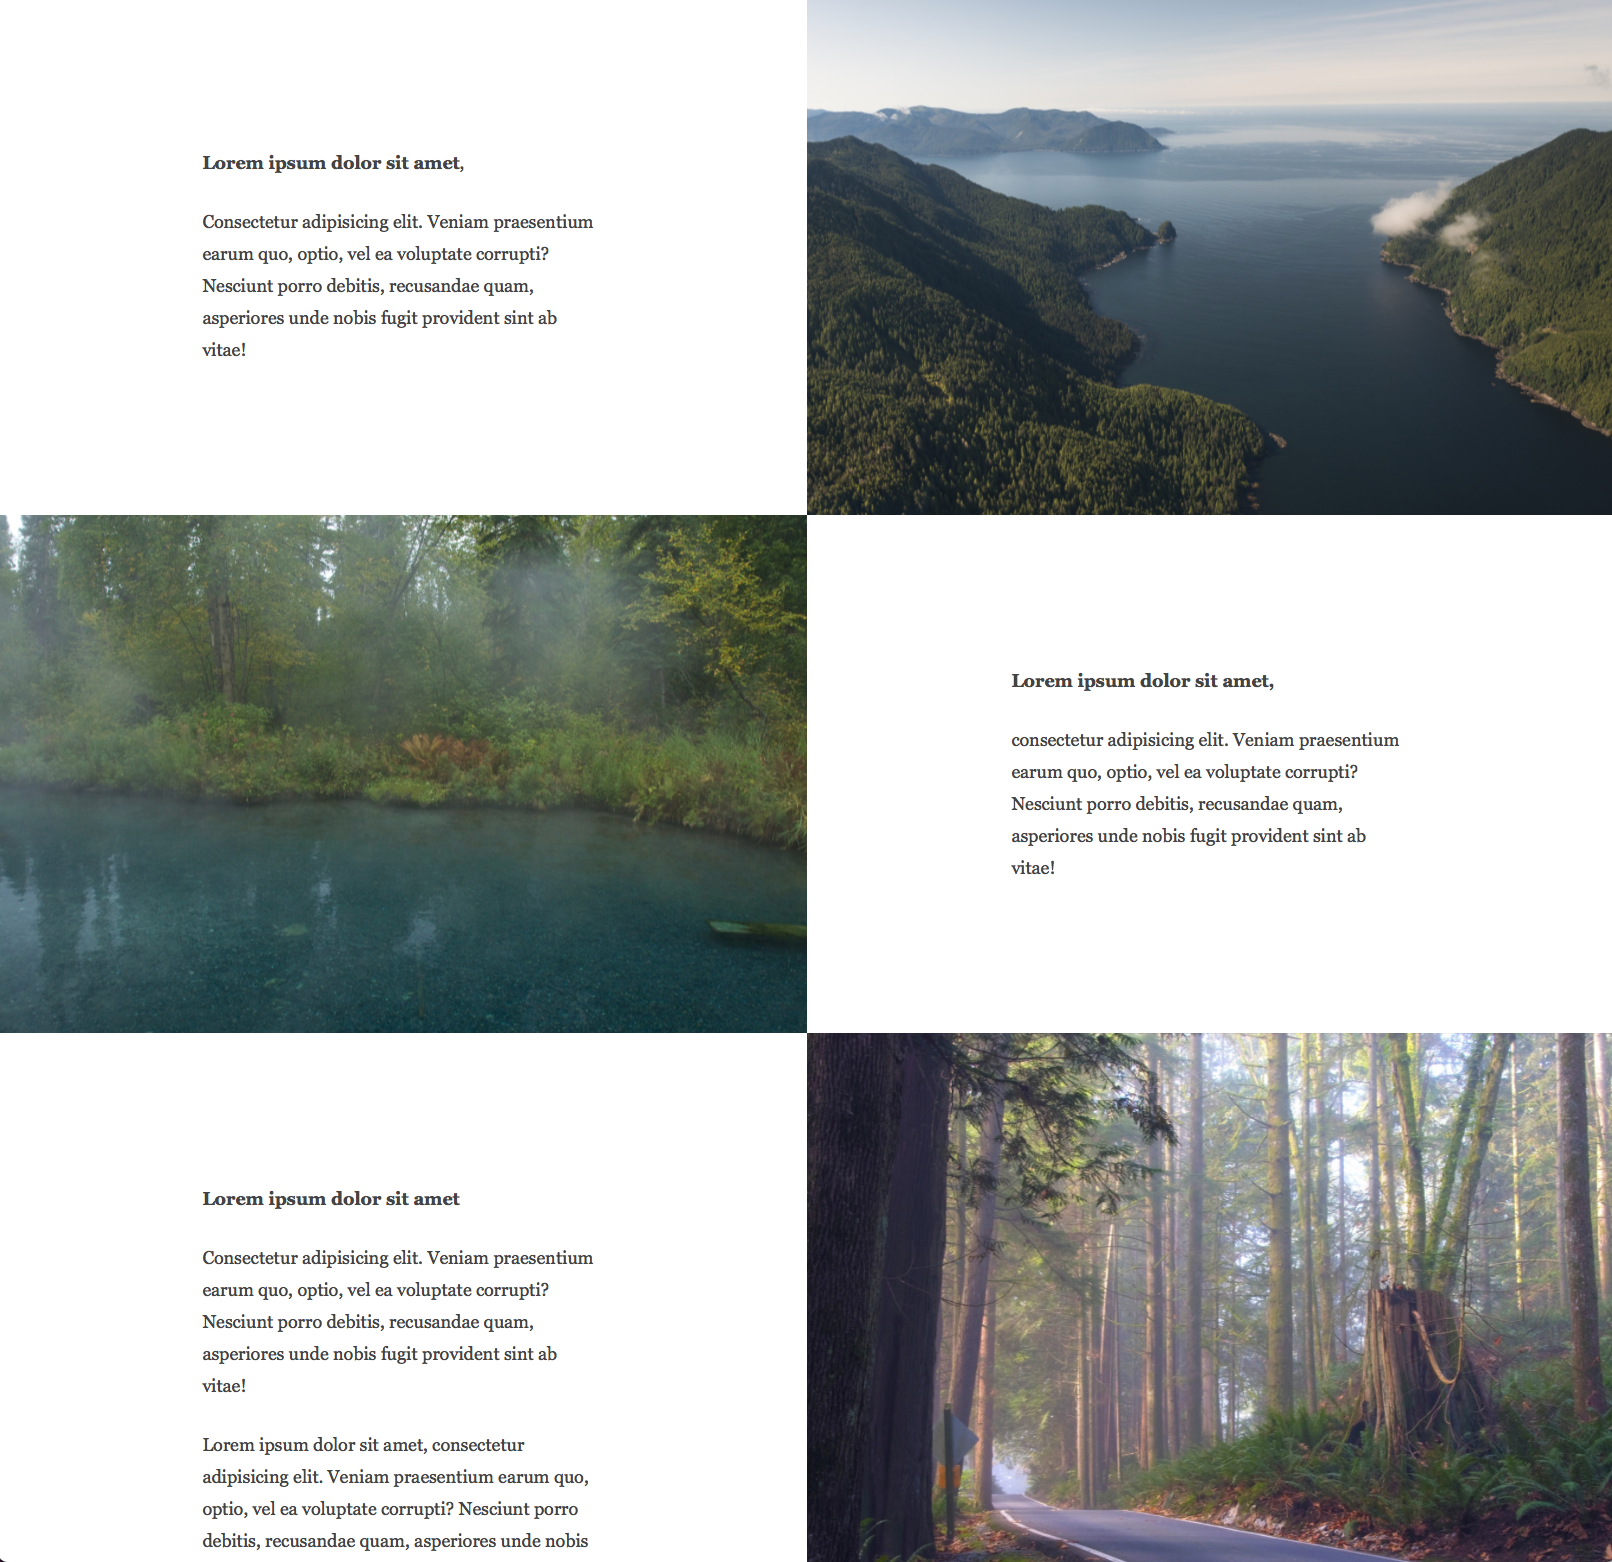 Lorem ipsum dolor sit amet,
Consectetur adipisicing elit. Veniam praesentium
earum quo, optio, vel ea voluptate corrupti?
Nesciunt porro debitis, recusandae quam,
asperiores unde nobis fugit provident sint ab
vitae!
Lorem ipsum dolor sit amet,
consectetur adipisicing elit. Veniam praesentium
earum quo, optio, vel ea voluptate corrupti?
Nesciunt porro debitis, recusandae quam,
asperiores unde nobis fugit provident sint ab
vitae!
Lorem ipsum dolor sit amet
Consectetur adipisicing elit. Veniam praesentium
earum quo, optio, vel ea voluptate corrupti?
Nesciunt porro debitis, recusandae quam,
asperiores unde nobis fugit provident sint ab
vitae!
Lorem ipsum dolor sit amet, consectetur
adipisicing elit. Veniam praesentium earum quo,
optio, vel ea voluptate corrupti? Nesciunt porro
debitis, recusandae quam, asperiores unde nobis